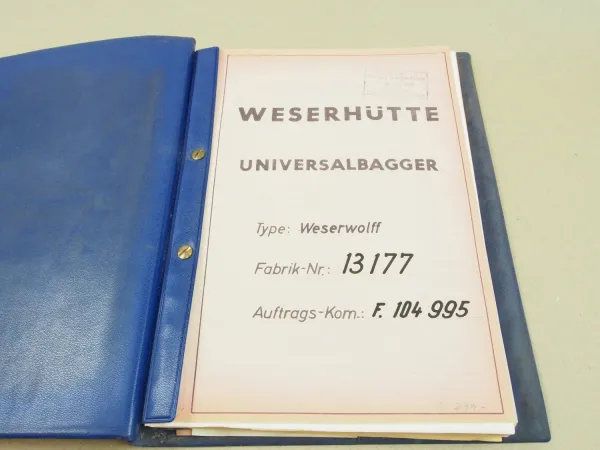 WESERHÜTTE
UNIVERSALBAGGER
Type: Weserwolff
Fabrik-Nr.: 13177
Auftrags-Kom.: F. 104 995